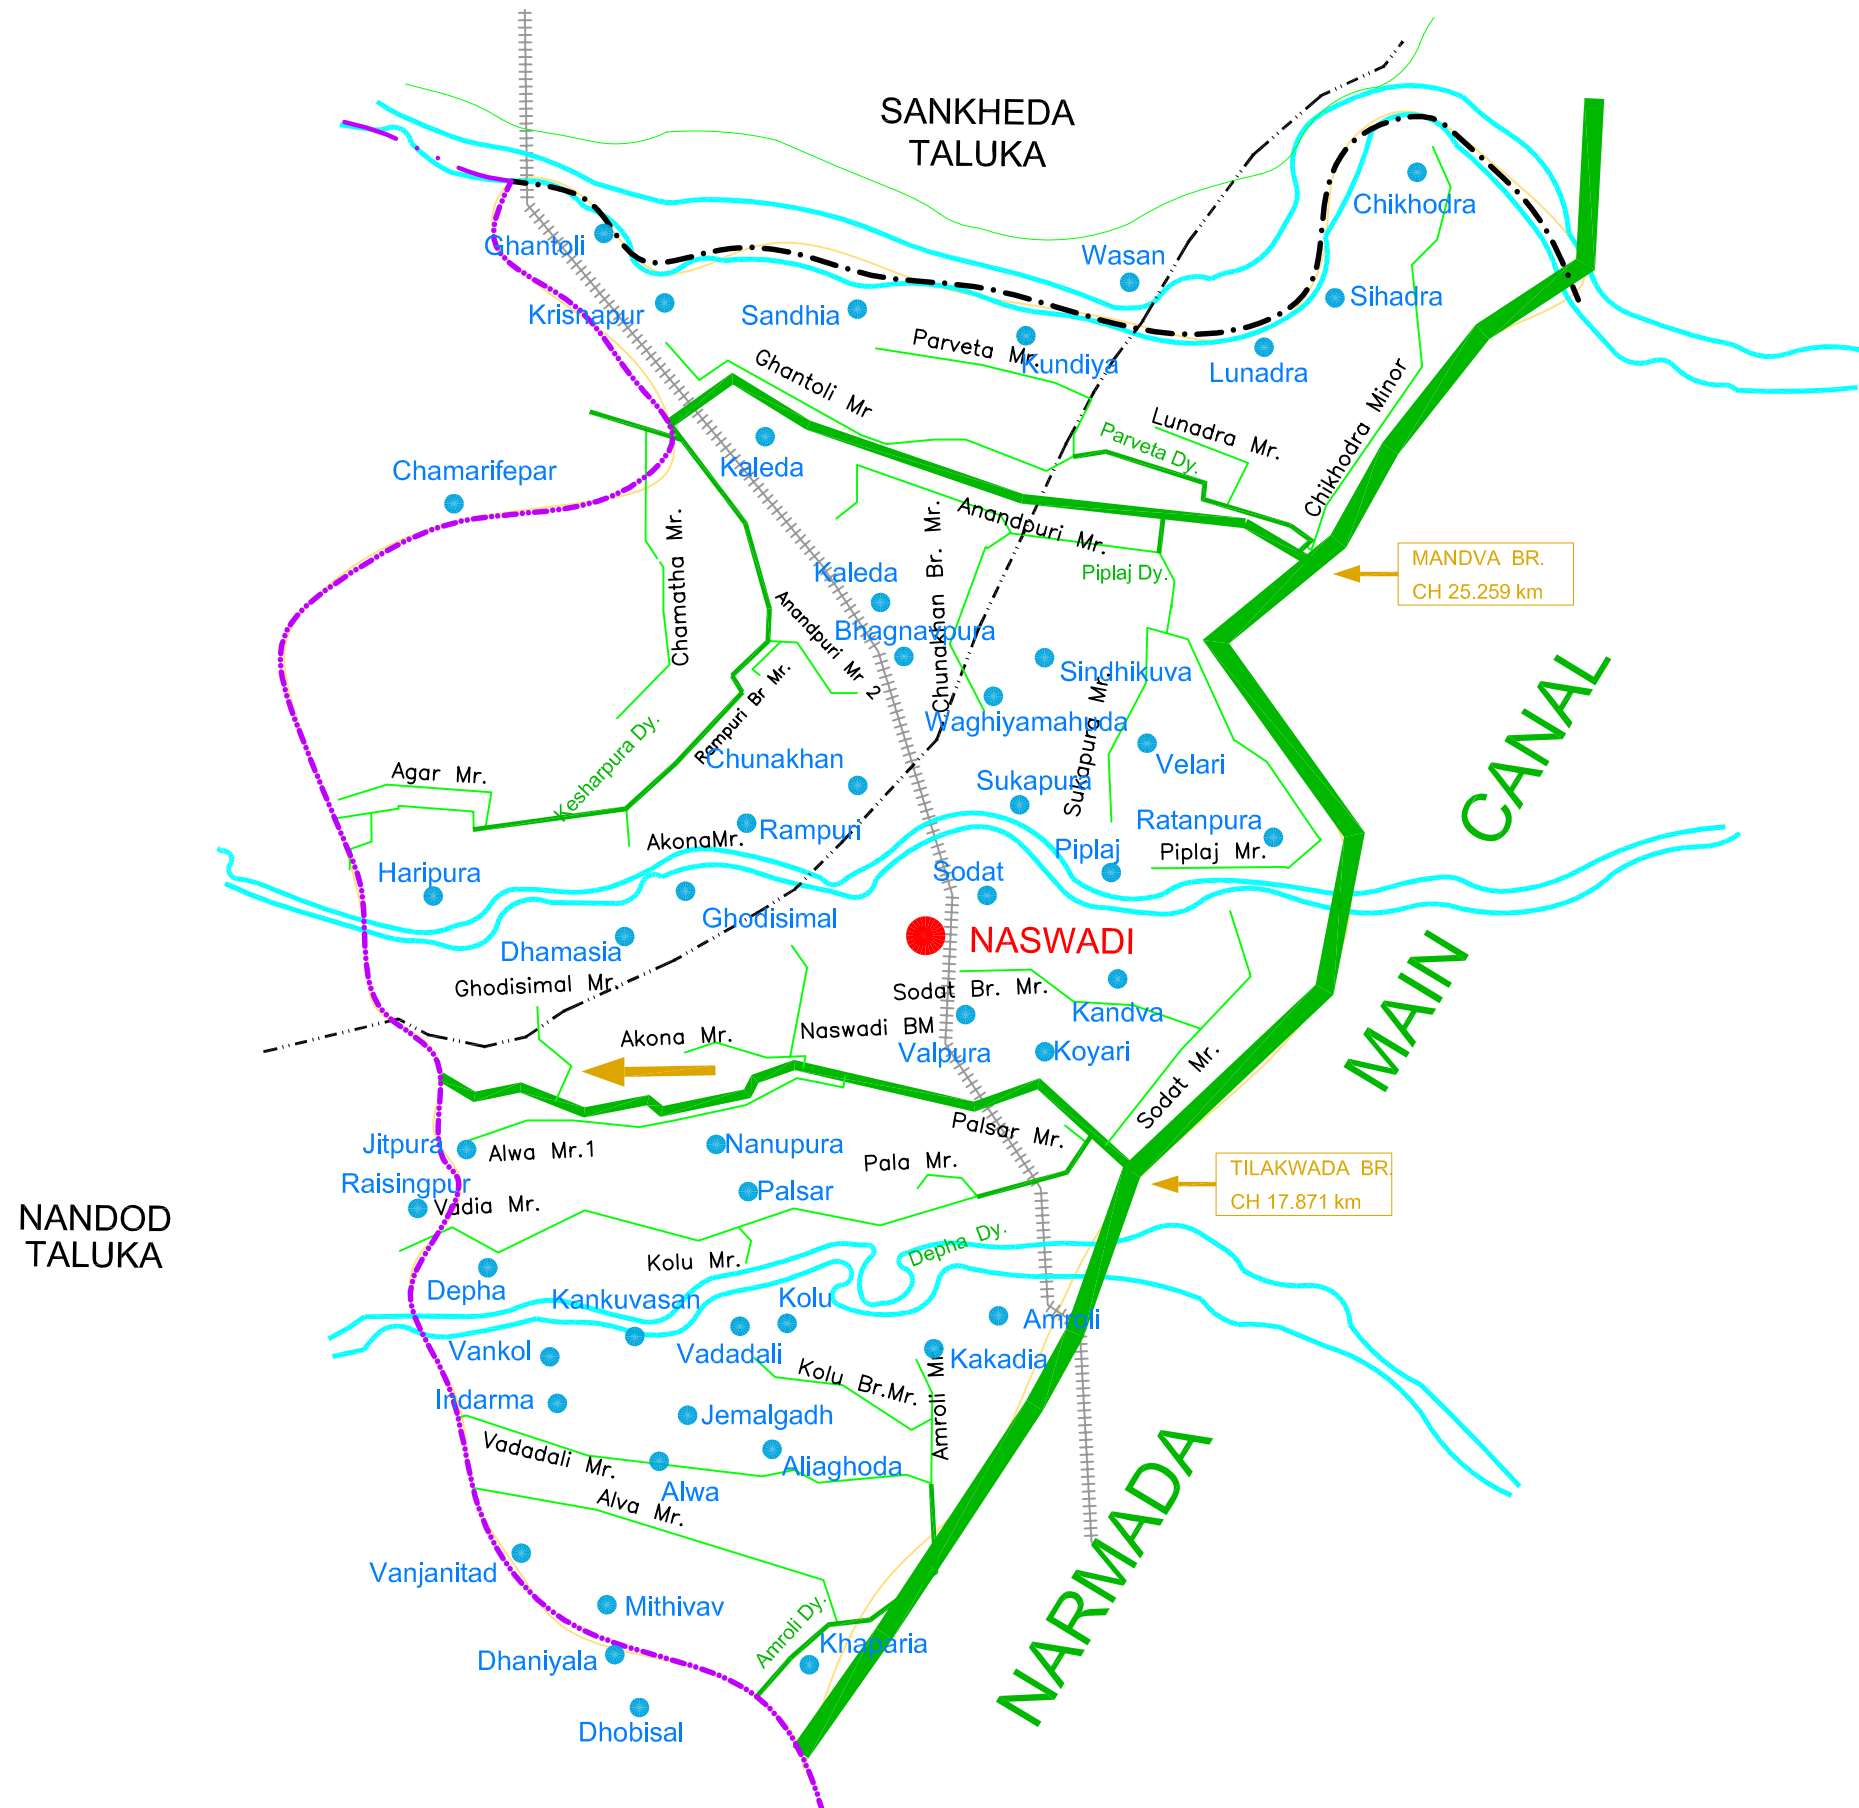 SANKHEDA
TALUKA
Chikhodra
Ghantoli
Wasan
Sihadra
Krishapur
Sandhia
Parveta Mr.
Kundiya
Lunadra
Ghantoli Mr
Lunadra Mr.
Parveta Dy.
Chikhodra Minor
Kaleda
Chamarifepar
Anandpuri Mr.
Chamatha Mr.
Chunakhan Br. Mr.
Kaleda
Piplaj Dy.
MANDVA BR.
CH 25.259 km
Anandpuri Mr 2
Bhagnavpura
Sindhikuva
Rampuri Br Mr.
Waghiyamahuda
Sukapura Mr.
Kesharpura Dy.
Chunakhan
Velari
Agar Mr.
Sukapura
Rampuri
AkonaMr.
Ratanpura
Piplaj
Piplaj Mr.
Haripura
Sodat
Ghodisimal
Dhamasia
NASWADI
Ghodisimal Mr.
Sodat Br. Mr.
Kandva
Akona Mr.
Naswadi BM
Valpura
Koyari
Sodat Mr.
Palsar Mr.
Jitpura
Alwa Mr.1
Nanupura
Pala Mr.
Raisingpur
Vadia Mr.
Palsar
TILAKWADA BR.
CH 17.871 km
NANDOD
TALUKA
Depha Dy.
Kolu Mr.
Depha
Kankuvasan
Kolu
Amroli
Vankol
Vadadali
Kakadia
Kolu Br.Mr.
Amroli Mr
Indarma
Jemalgadh
Vadadali Mr.
Aliaghoda
Alwa
Alva Mr.
Vanjanitad
Mithivav
Amroli Dy.
Khaparia
Dhaniyala
Dhobisal
NARMADA MAIN CANAL